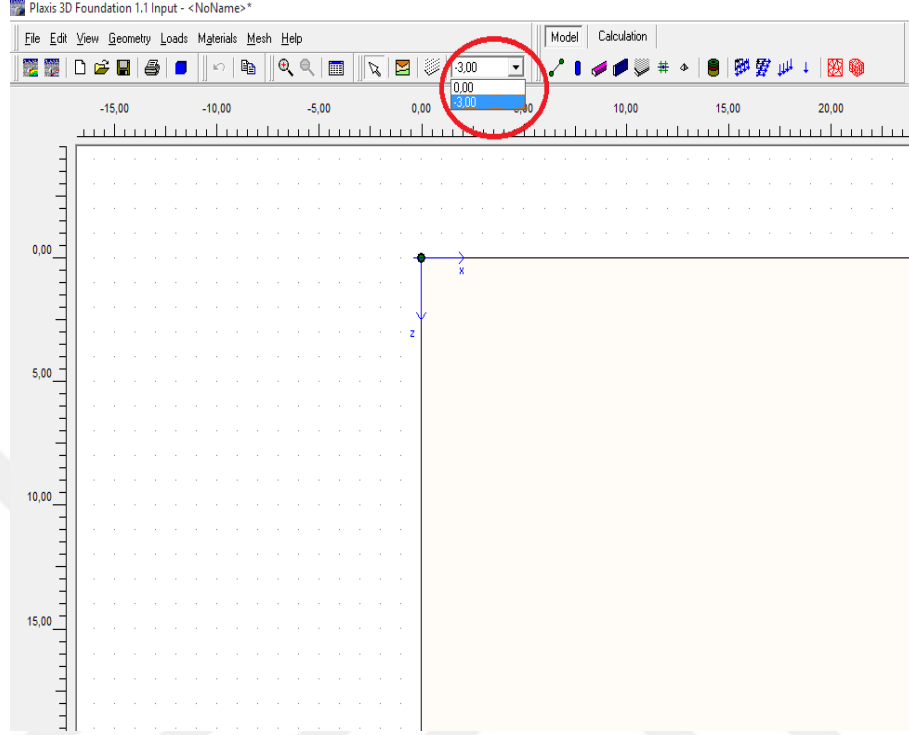 Plaxis 3D Foundation 1.1 Input - <NoName>*
File Edit View Geometry Loads Materials Mesh Help
Model Calculation
-3,00
0,00
-3,00
-15,00 -10,00 -5,00 0,00 5,00 10,00 15,00 20,00
0,00
x
z
5,00
10,00
15,00